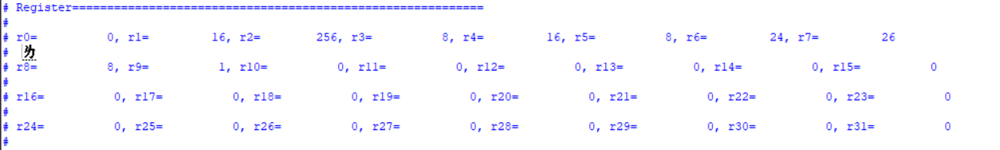 # Register============================================================
#
# r0=          0, r1=         16, r2=        256, r3=          8, r4=         16, r5=          8, r6=         24, r7=         26
#
ㄌ
# r8=          8, r9=          1, r10=          0, r11=          0, r12=          0, r13=          0, r14=          0, r15=          0
#
# r16=          0, r17=          0, r18=          0, r19=          0, r20=          0, r21=          0, r22=          0, r23=          0
#
# r24=          0, r25=          0, r26=          0, r27=          0, r28=          0, r29=          0, r30=          0, r31=          0
#